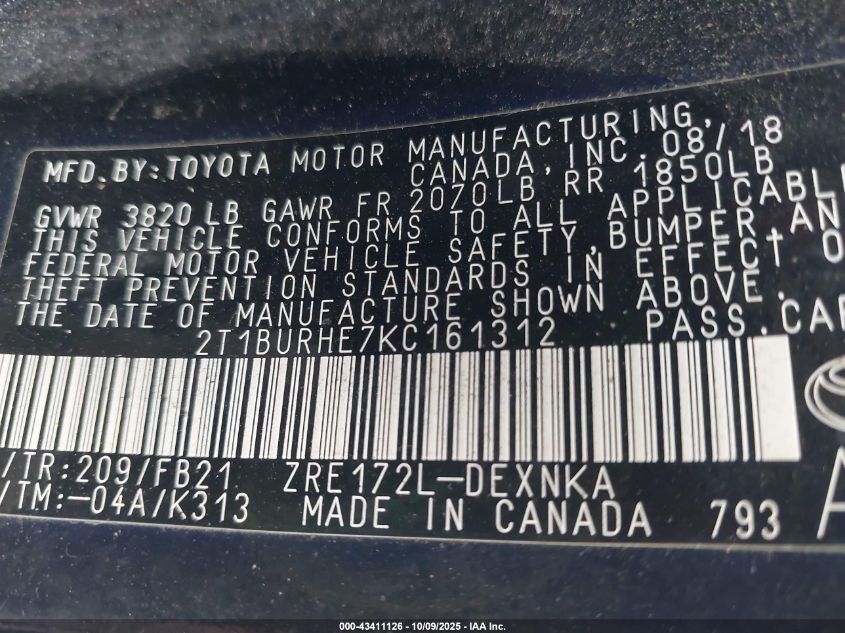 MFD. BY: TOYOTA MOTOR MANUFACTURING,
CANADA, INC. 08/18
GVWR 3820 LB GAWR FR 2070LB RR 1850LB
THIS VEHICLE CONFORMS TO ALL APPLICABL
FEDERAL MOTOR VEHICLE SAFETY, BUMPER, AN
THEFT PREVENTION STANDARDS IN EFFECT O
THE DATE OF MANUFACTURE SHOWN ABOVE.
2T1BURHE7KC161312 PASS. CAR
/TR: 209/FB21 ZRE172L-DEXNKA
/TM: -04A/K313 MADE IN CANADA 793
000-43411126 - 10/09/2025 - IAA Inc.